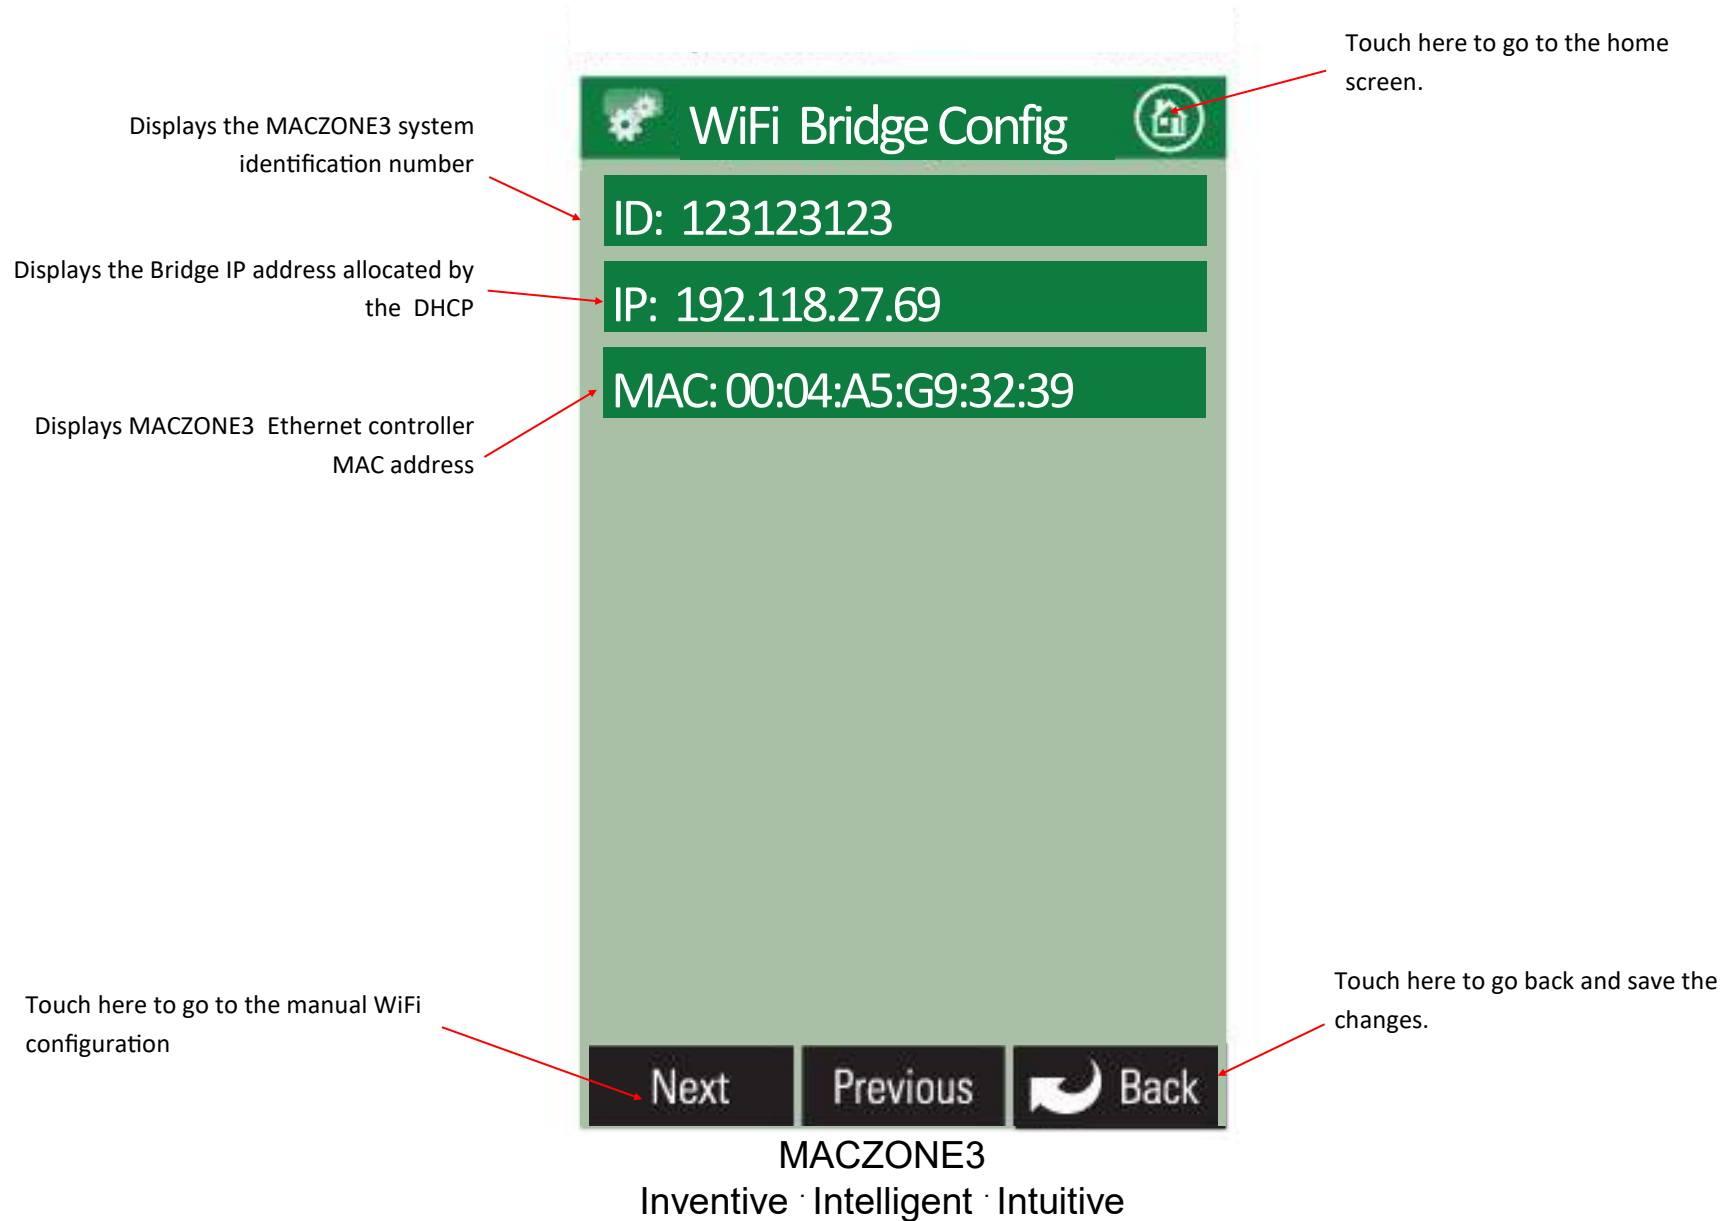 Touch here to go to the home
screen.
WiFi Bridge Config
Displays the MACZONE3 system
identification number
ID: 123123123
Displays the Bridge IP address allocated by
the DHCP
IP: 192.118.27.69
MAC: 00:04:A5:G9:32:39
Displays MACZONE3 Ethernet controller
MAC address
Touch here to go to the manual WiFi
configuration
Touch here to go back and save the
changes.
Next Previous Back
MACZONE3
Inventive · Intelligent · Intuitive